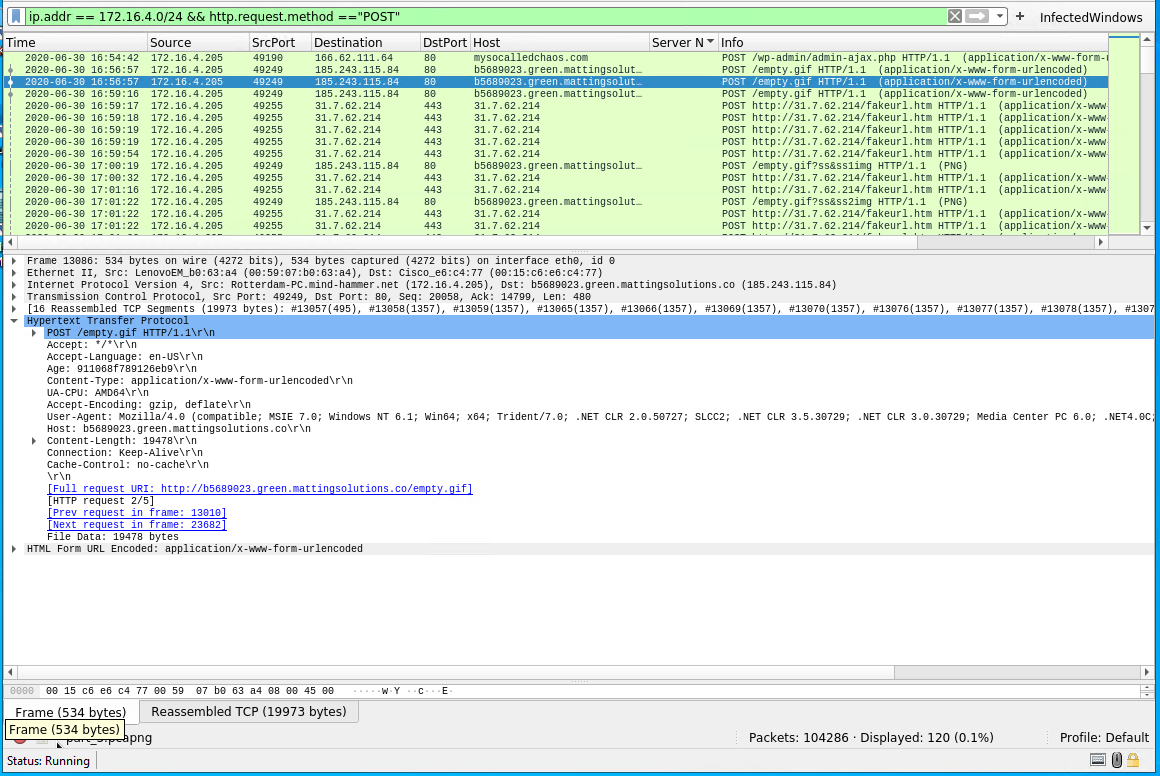 ip.addr == 172.16.4.0/24 && http.request.method =="POST" + InfectedWindows
Time Source SrcPort Destination DstPort Host Server N Info
2020-06-30 16:54:42 172.16.4.205 49190 166.62.111.64 80 mysocalledchaos.com POST /wp-admin/admin-ajax.php HTTP/1.1 (application/x-www-form-
2020-06-30 16:56:57 172.16.4.205 49249 185.243.115.84 80 b5689023.green.mattingsolut… POST /empty.gif HTTP/1.1 (application/x-www-form-urlencoded)
2020-06-30 16:56:57 172.16.4.205 49249 185.243.115.84 80 b5689023.green.mattingsolut… POST /empty.gif HTTP/1.1 (application/x-www-form-urlencoded)
2020-06-30 16:59:16 172.16.4.205 49249 185.243.115.84 80 b5689023.green.mattingsolut… POST /empty.gif HTTP/1.1 (application/x-www-form-urlencoded)
2020-06-30 16:59:17 172.16.4.205 49255 31.7.62.214 443 31.7.62.214 POST http://31.7.62.214/fakeurl.htm HTTP/1.1 (application/x-www-
2020-06-30 16:59:18 172.16.4.205 49255 31.7.62.214 443 31.7.62.214 POST http://31.7.62.214/fakeurl.htm HTTP/1.1 (application/x-www-
2020-06-30 16:59:19 172.16.4.205 49255 31.7.62.214 443 31.7.62.214 POST http://31.7.62.214/fakeurl.htm HTTP/1.1 (application/x-www-
2020-06-30 16:59:19 172.16.4.205 49255 31.7.62.214 443 31.7.62.214 POST http://31.7.62.214/fakeurl.htm HTTP/1.1 (application/x-www-
2020-06-30 16:59:54 172.16.4.205 49255 31.7.62.214 443 31.7.62.214 POST http://31.7.62.214/fakeurl.htm HTTP/1.1 (application/x-www-
2020-06-30 17:00:19 172.16.4.205 49249 185.243.115.84 80 b5689023.green.mattingsolut… POST /empty.gif?ss&ss1img HTTP/1.1 (PNG)
2020-06-30 17:00:32 172.16.4.205 49255 31.7.62.214 443 31.7.62.214 POST http://31.7.62.214/fakeurl.htm HTTP/1.1 (application/x-www-
2020-06-30 17:01:16 172.16.4.205 49255 31.7.62.214 443 31.7.62.214 POST http://31.7.62.214/fakeurl.htm HTTP/1.1 (application/x-www-
2020-06-30 17:01:22 172.16.4.205 49249 185.243.115.84 80 b5689023.green.mattingsolut… POST /empty.gif?ss&ss2img HTTP/1.1 (PNG)
2020-06-30 17:01:22 172.16.4.205 49255 31.7.62.214 443 31.7.62.214 POST http://31.7.62.214/fakeurl.htm HTTP/1.1 (application/x-www-
2020-06-30 17:01:22 172.16.4.205 49255 31.7.62.214 443 31.7.62.214 POST http://31.7.62.214/fakeurl.htm HTTP/1.1 (application/x-www-
Frame 13086: 534 bytes on wire (4272 bits), 534 bytes captured (4272 bits) on interface eth0, id 0
Ethernet II, Src: LenovoEM_b0:63:a4 (00:59:07:b0:63:a4), Dst: Cisco_e6:c4:77 (00:15:c6:e6:c4:77)
Internet Protocol Version 4, Src: Rotterdam-PC.mind-hammer.net (172.16.4.205), Dst: b5689023.green.mattingsolutions.co (185.243.115.84)
Transmission Control Protocol, Src Port: 49249, Dst Port: 80, Seq: 20058, Ack: 14799, Len: 480
[16 Reassembled TCP Segments (19973 bytes): #13057(495), #13058(1357), #13059(1357), #13065(1357), #13066(1357), #13069(1357), #13070(1357), #13076(1357), #13077(1357), #13078(1357), #1307
Hypertext Transfer Protocol
POST /empty.gif HTTP/1.1\r\n
Accept: */*\r\n
Accept-Language: en-US\r\n
Age: 911068f789126eb9\r\n
Content-Type: application/x-www-form-urlencoded\r\n
UA-CPU: AMD64\r\n
Accept-Encoding: gzip, deflate\r\n
User-Agent: Mozilla/4.0 (compatible; MSIE 7.0; Windows NT 6.1; Win64; x64; Trident/7.0; .NET CLR 2.0.50727; SLCC2; .NET CLR 3.5.30729; .NET CLR 3.0.30729; Media Center PC 6.0; .NET4.0C;
Host: b5689023.green.mattingsolutions.co\r\n
Content-Length: 19478\r\n
Connection: Keep-Alive\r\n
Cache-Control: no-cache\r\n
\r\n
[Full request URI: http://b5689023.green.mattingsolutions.co/empty.gif]
[HTTP request 2/5]
[Prev request in frame: 13010]
[Next request in frame: 23682]
File Data: 19478 bytes
HTML Form URL Encoded: application/x-www-form-urlencoded
0000 00 15 c6 e6 c4 77 00 59 07 b0 63 a4 08 00 45 00 ·····w·Y ··c···E·
Frame (534 bytes) Reassembled TCP (19973 bytes)
Frame (534 bytes)
Packets: 104286 · Displayed: 120 (0.1%) Profile: Default
Status: Running